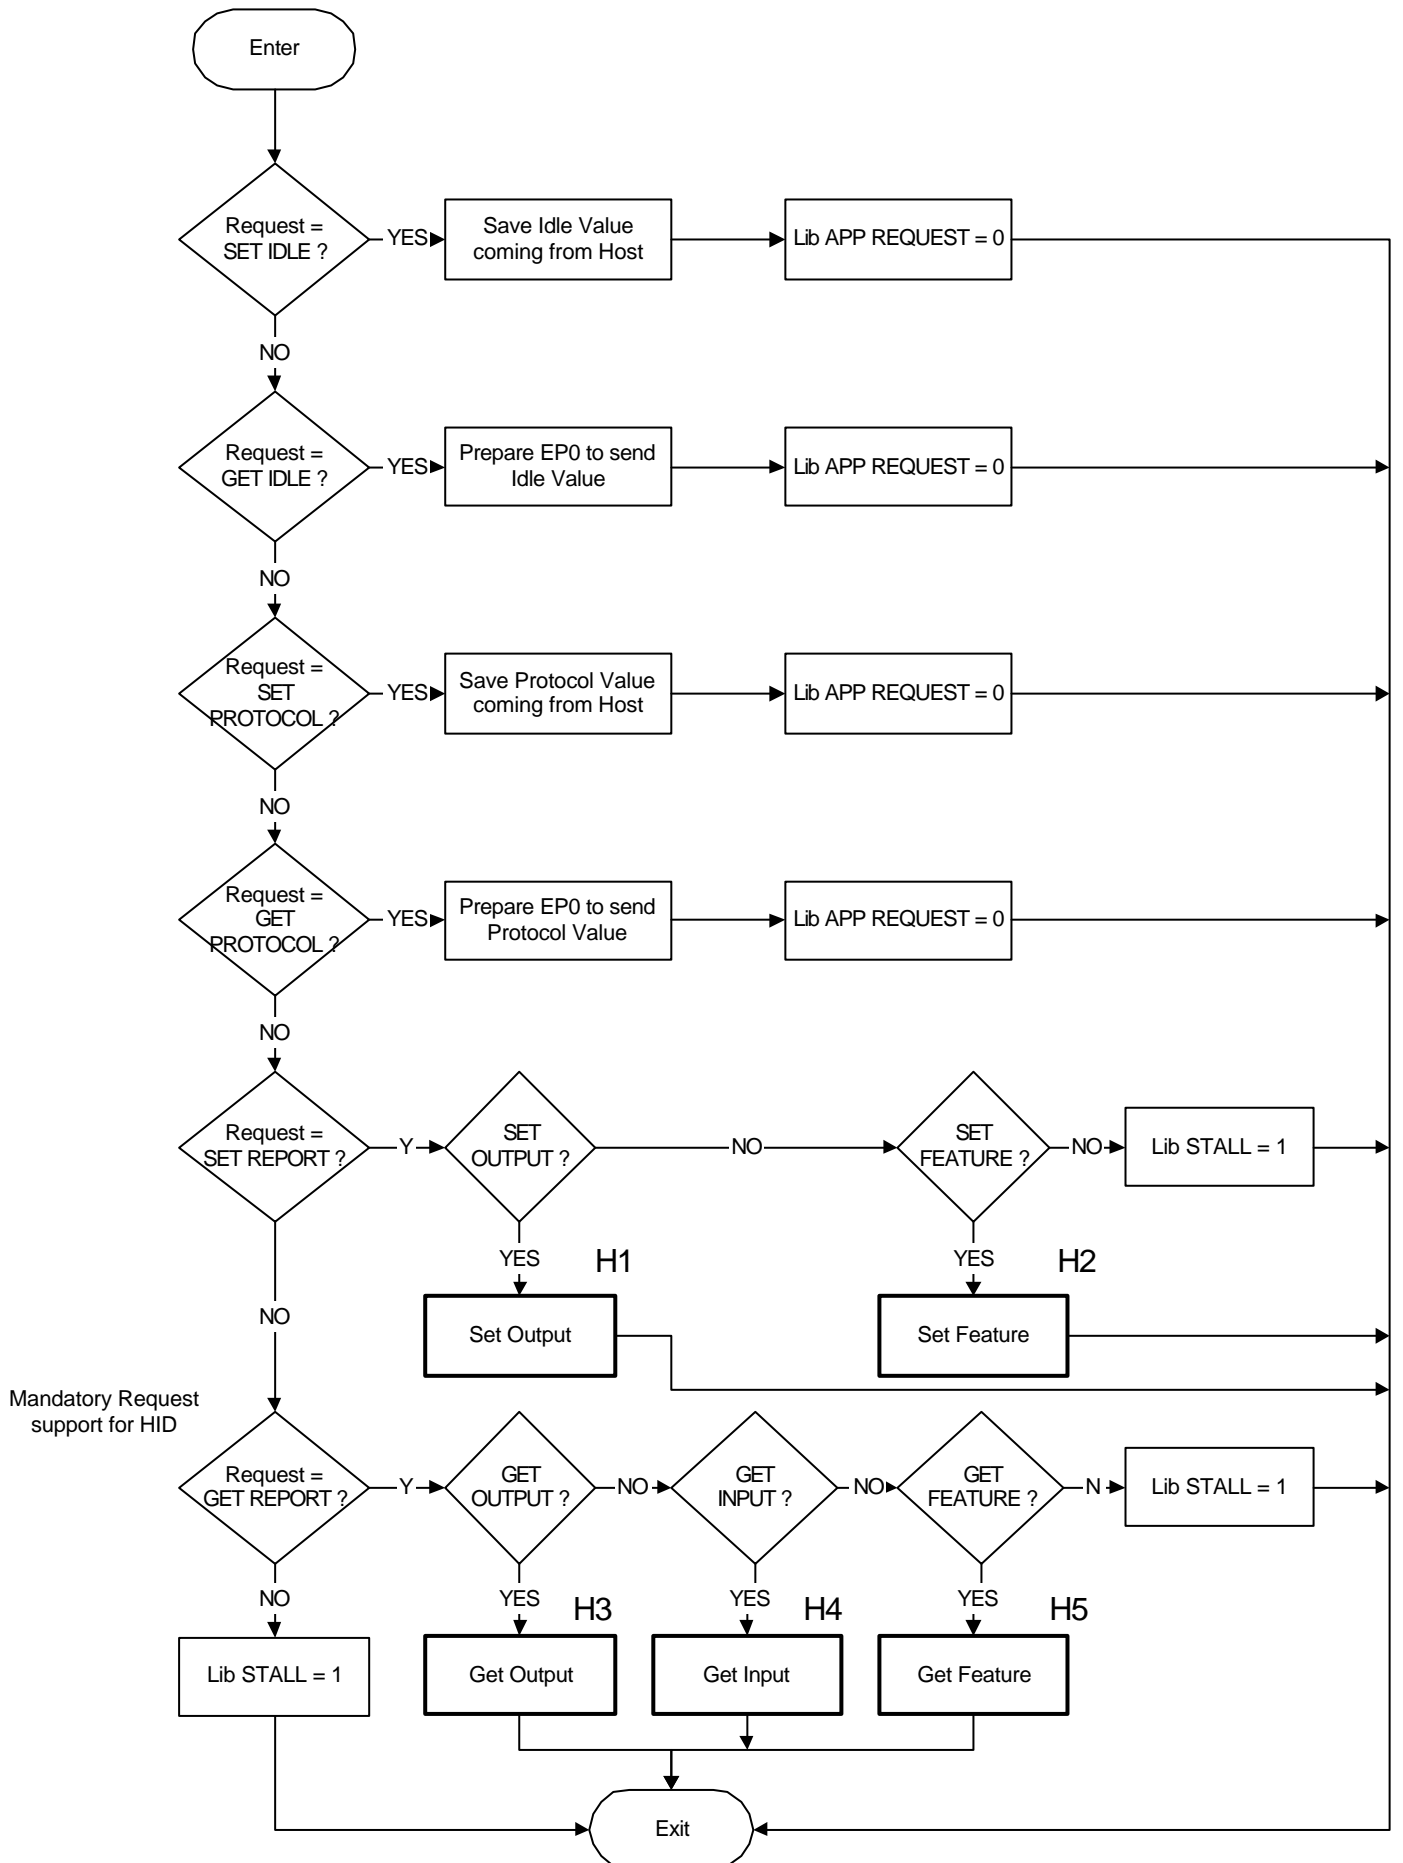 Enter
Request =
SET IDLE ?
YES
Save Idle Value
coming from Host
Lib APP REQUEST = 0
NO
Request =
GET IDLE ?
YES
Prepare EP0 to send
Idle Value
Lib APP REQUEST = 0
NO
Request =
SET
PROTOCOL ?
YES
Save Protocol Value
coming from Host
Lib APP REQUEST = 0
NO
Request =
GET
PROTOCOL ?
YES
Prepare EP0 to send
Protocol Value
Lib APP REQUEST = 0
NO
Request =
SET REPORT ?
Y
SET
OUTPUT ?
NO
SET
FEATURE ?
NO
Lib STALL = 1
YES
H1
YES
H2
NO
Set Output
Set Feature
Mandatory Request
support for HID
Request =
GET REPORT ?
Y
GET
OUTPUT ?
NO
GET
INPUT ?
NO
GET
FEATURE ?
N
Lib STALL = 1
NO
YES
H3
YES
H4
YES
H5
Lib STALL = 1
Get Output
Get Input
Get Feature
Exit